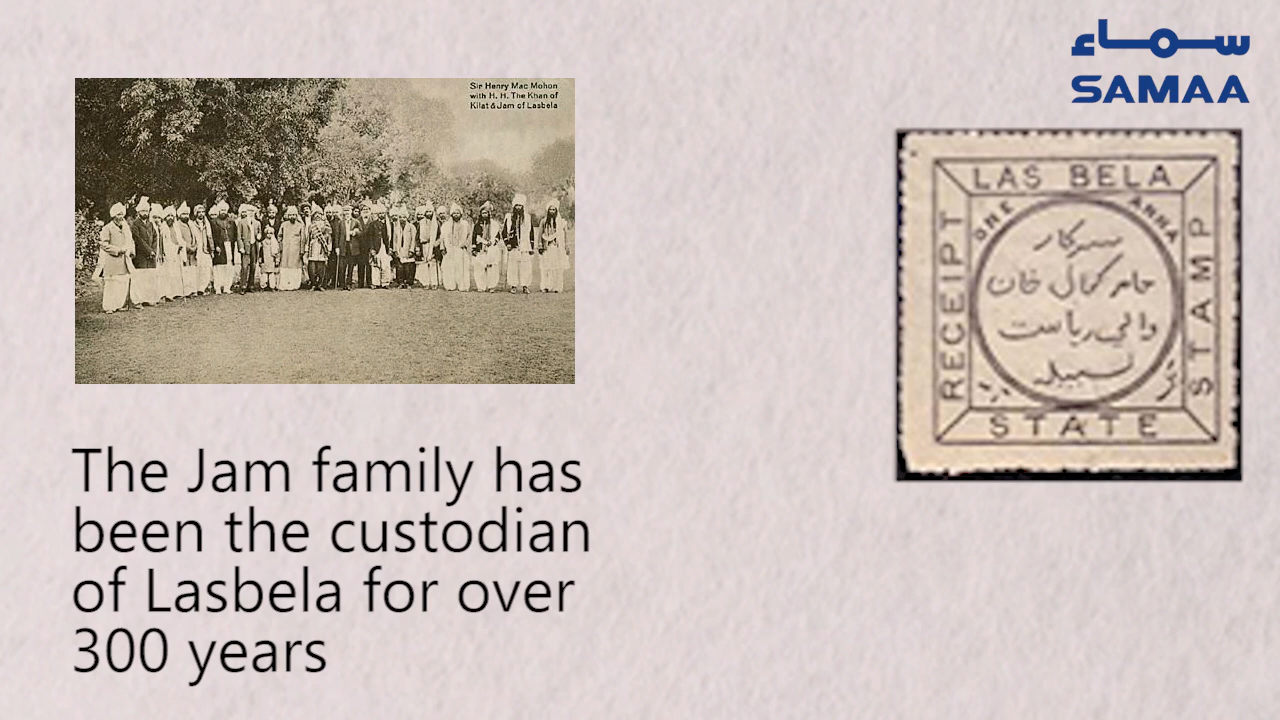 سماء
SAMAA
Sir Henry Mac Mohon
with H. H. The Khan of
Kilat & Jam of Lasbela
LAS BELA
ONE ANNA
RECEIPT
STAMP
سرکار
جام کمال خان
والی ریاست
لسبیلہ
STATE
The Jam family has
been the custodian
of Lasbela for over
300 years